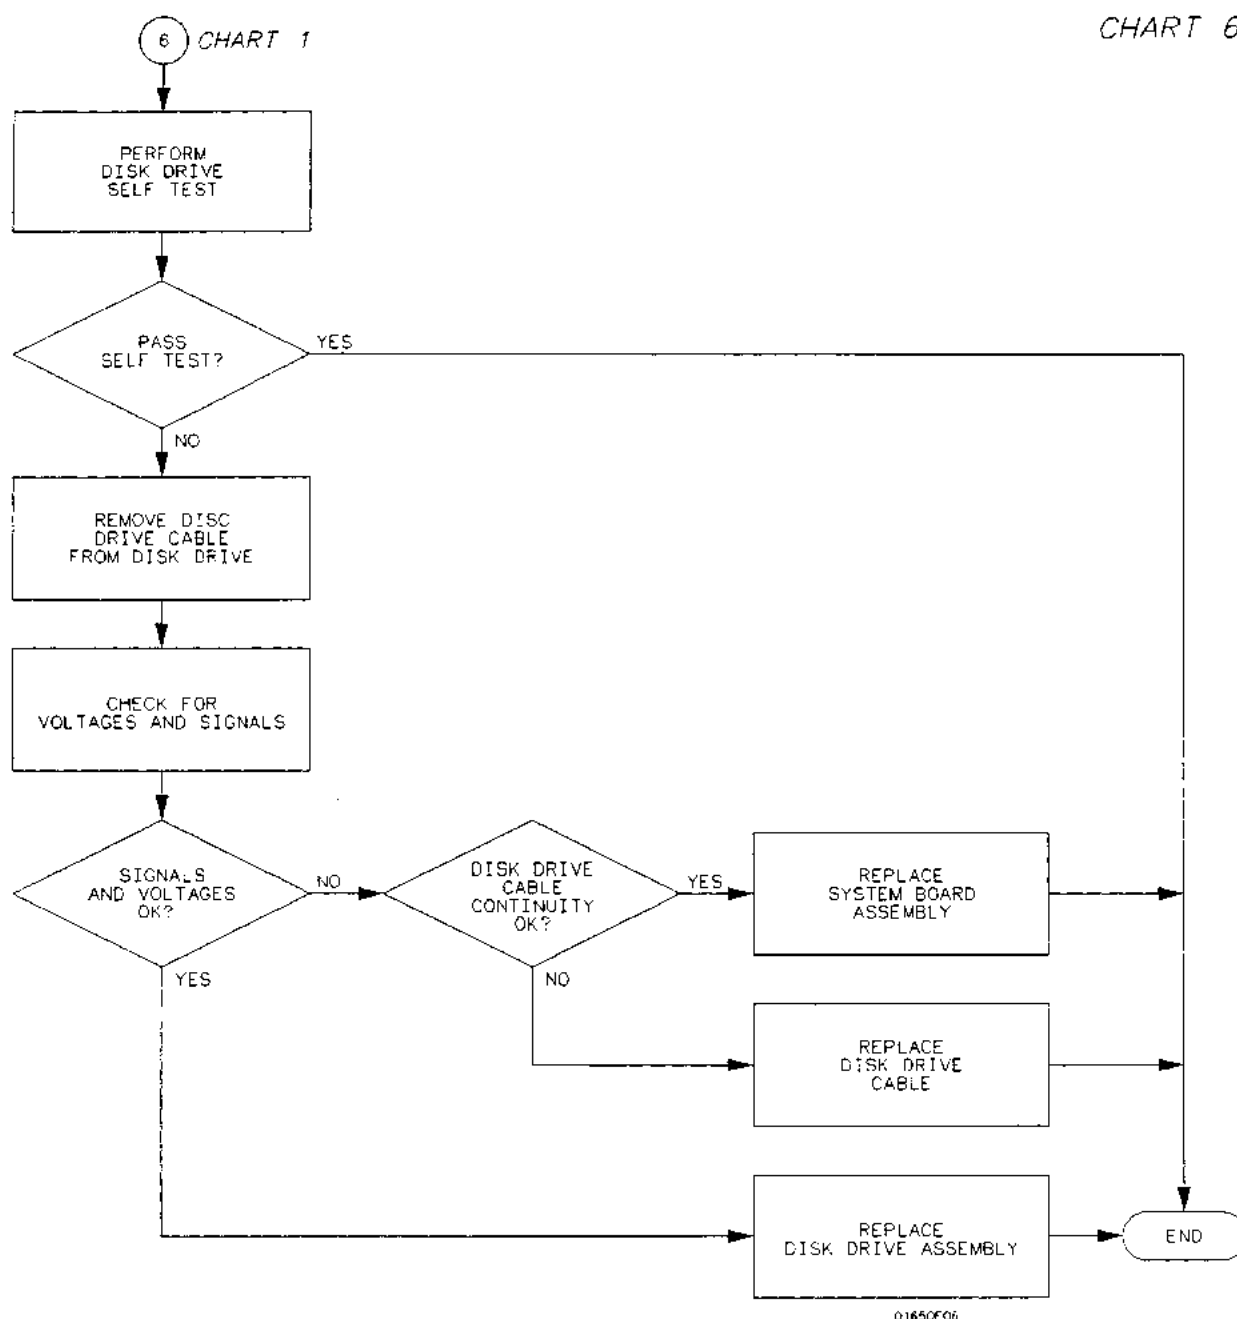 6 CHART 1
CHART 6
PERFORM
DISK DRIVE
SELF TEST
PASS
SELF TEST?
YES
NO
REMOVE DISC
DRIVE CABLE
FROM DISK DRIVE
CHECK FOR
VOLTAGES AND SIGNALS
SIGNALS
AND VOLTAGES
OK?
NO
YES
DISK DRIVE
CABLE
CONTINUITY
OK?
YES
NO
REPLACE
SYSTEM BOARD
ASSEMBLY
REPLACE
DISK DRIVE
CABLE
REPLACE
DISK DRIVE ASSEMBLY
END